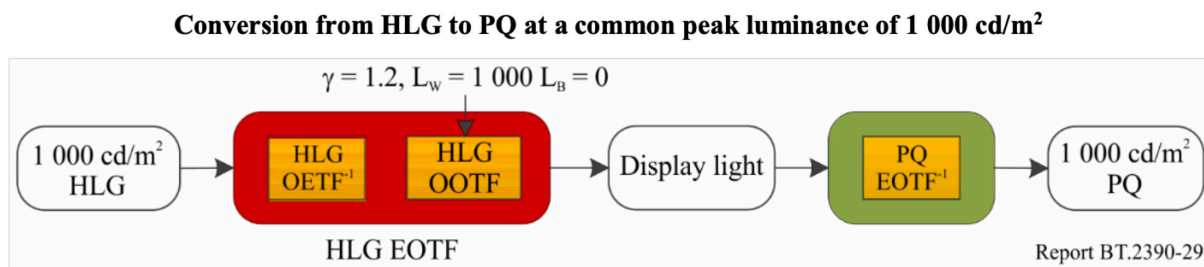 Conversion from HLG to PQ at a common peak luminance of 1 000 cd/m²
γ = 1.2, L_W = 1 000 L_B = 0
1 000 cd/m²
HLG
HLG
OETF⁻¹
HLG
OOTF
Display light
PQ
EOTF⁻¹
1 000 cd/m²
PQ
HLG EOTF
Report BT.2390-29